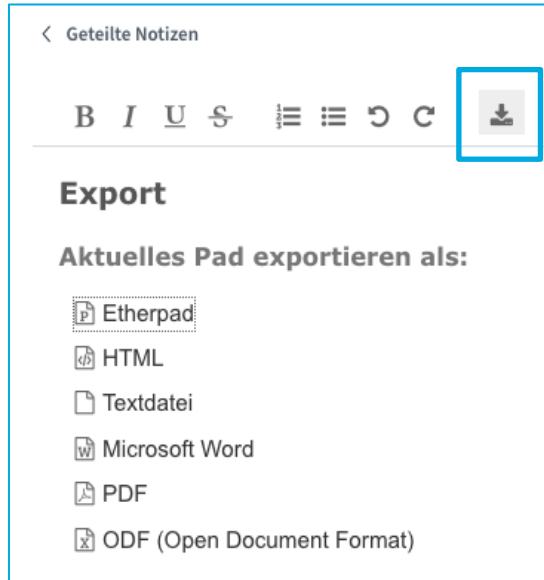 Geteilte Notizen
B I U S
Export
Aktuelles Pad exportieren als:
Etherpad
HTML
Textdatei
Microsoft Word
PDF
ODF (Open Document Format)